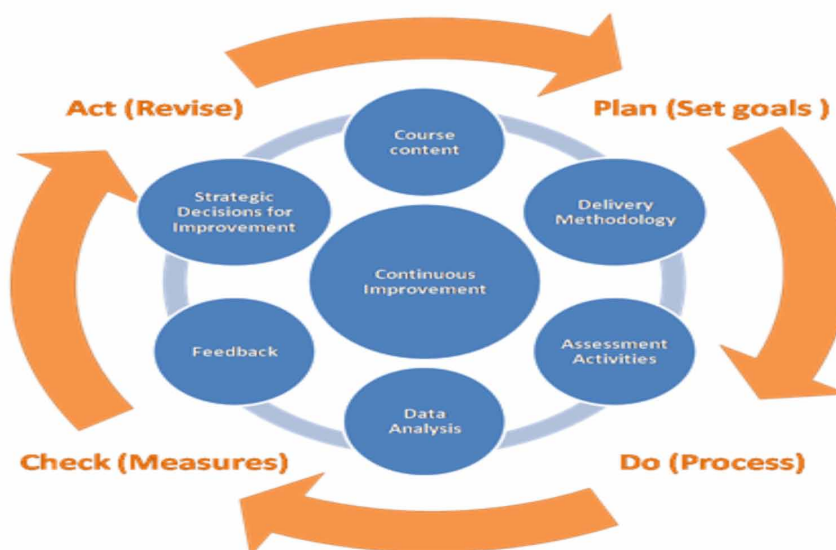 Act (Revise)
Plan (Set goals )
Course
content
Strategic
Decisions for
Improvement
Delivery
Methodology
Continuous
Improvement
Feedback
Assessment
Activities
Data
Analysis
Check (Measures)
Do (Process)